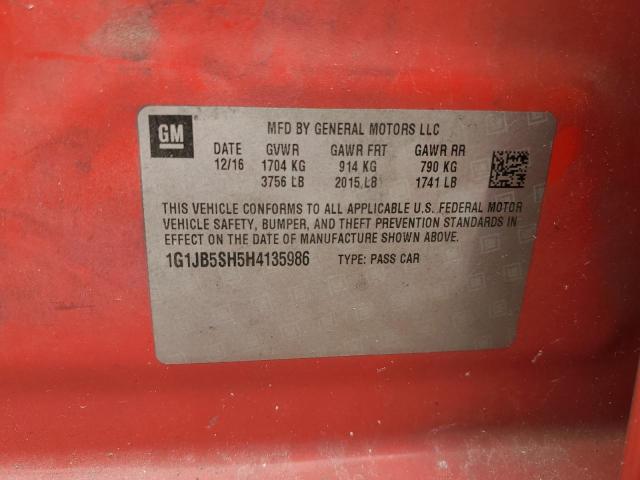 GM
MFD BY GENERAL MOTORS LLC
DATE GVWR GAWR FRT GAWR RR
12/16 1704 KG 914 KG 790 KG
3756 LB 2015 LB 1741 LB
THIS VEHICLE CONFORMS TO ALL APPLICABLE U.S. FEDERAL MOTOR
VEHICLE SAFETY, BUMPER, AND THEFT PREVENTION STANDARDS IN
EFFECT ON THE DATE OF MANUFACTURE SHOWN ABOVE.
1G1JB5SH5H4135986 TYPE: PASS CAR